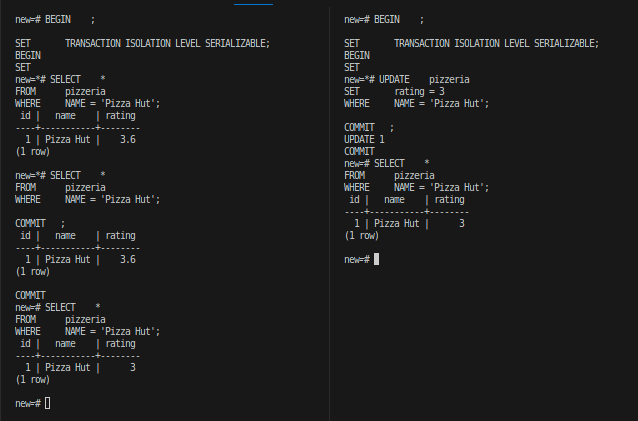 new=# BEGIN    ;
SET       TRANSACTION ISOLATION LEVEL SERIALIZABLE;
BEGIN
SET
new=*# SELECT    *
FROM      pizzeria
WHERE     NAME = 'Pizza Hut';
 id |   name    | rating
----+-----------+--------
  1 | Pizza Hut |    3.6
(1 row)
new=*# SELECT    *
FROM      pizzeria
WHERE     NAME = 'Pizza Hut';
COMMIT   ;
 id |   name    | rating
----+-----------+--------
  1 | Pizza Hut |    3.6
(1 row)
COMMIT
new=# SELECT    *
FROM      pizzeria
WHERE     NAME = 'Pizza Hut';
 id |   name    | rating
----+-----------+--------
  1 | Pizza Hut |      3
(1 row)
new=#
new=# BEGIN    ;
SET       TRANSACTION ISOLATION LEVEL SERIALIZABLE;
BEGIN
SET
new=*# UPDATE    pizzeria
SET       rating = 3
WHERE     NAME = 'Pizza Hut';
COMMIT   ;
UPDATE 1
COMMIT
new=# SELECT    *
FROM      pizzeria
WHERE     NAME = 'Pizza Hut';
 id |   name    | rating
----+-----------+--------
  1 | Pizza Hut |      3
(1 row)
new=#